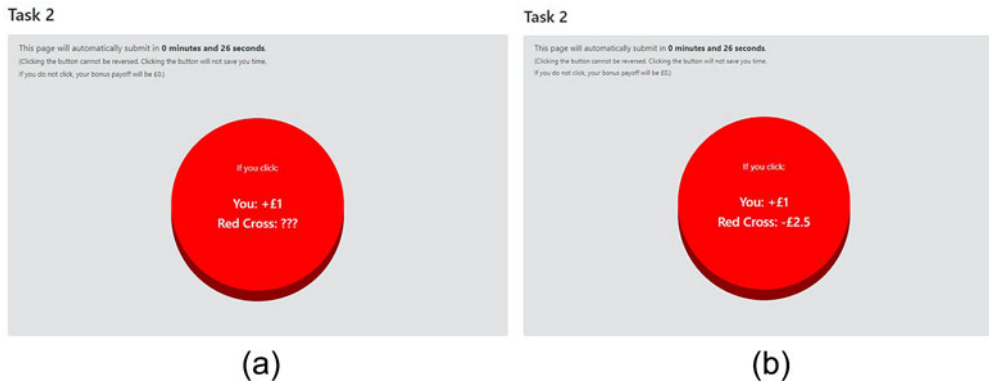 Task 2
This page will automatically submit in 0 minutes and 26 seconds.
(Clicking the button cannot be reversed. Clicking the button will not save you time.
If you do not click, your bonus payoff will be £0.)
If you click:
You: +£1
Red Cross: ???
(a)
Task 2
This page will automatically submit in 0 minutes and 26 seconds.
(Clicking the button cannot be reversed. Clicking the button will not save you time.
If you do not click, your bonus payoff will be £0.)
If you click:
You: +£1
Red Cross: -£2.5
(b)